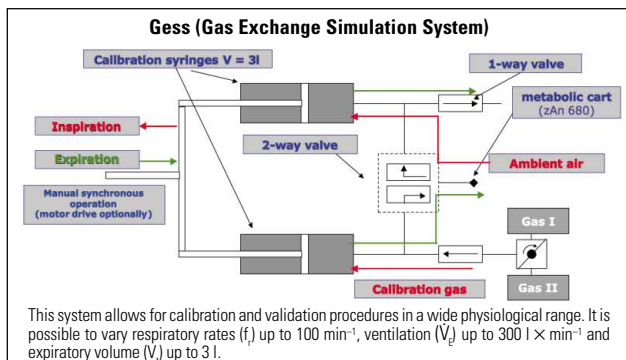 Gess (Gas Exchange Simulation System)
Calibration syringes V = 3l
1-way valve
metabolic cart
(zAn 680)
Inspiration
2-way valve
Expiration
Ambient air
Manual synchronous
operation
(motor drive optionally)
Gas I
Calibration gas
Gas II
This system allows for calibration and validation procedures in a wide physiological range. It is
possible to vary respiratory rates (fr) up to 100 min–1, ventilation (V̇E) up to 300 l × min–1 and
expiratory volume (Vt) up to 3 l.